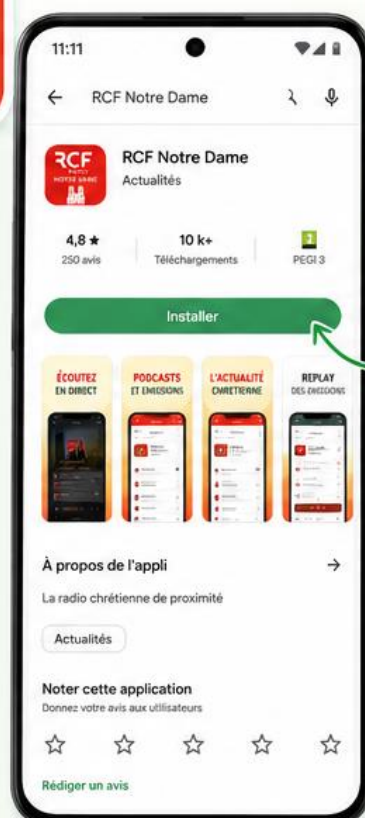 11:11
RCF Notre Dame
RCF
RCF Notre Dame
Actualités
4,8 ★
250 avis
10 k+
Téléchargements
3
PEGI 3
Installer
ÉCOUTEZ
EN DIRECT
PODCASTS
ET EMISSIONS
L'ACTUALITÉ
CHRETIENNE
REPLAY
DES EMISSIONS
À propos de l'appli
La radio chrétienne de proximité
Actualités
Noter cette application
Donnez votre avis aux utilisateurs
Rédiger un avis